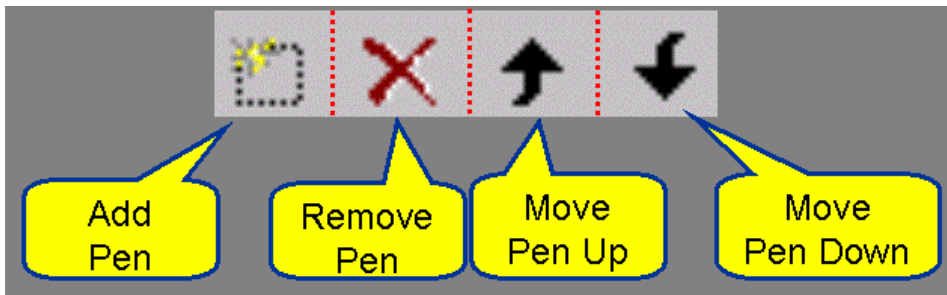 Add
Pen
Remove
Pen
Move
Pen Up
Move
Pen Down